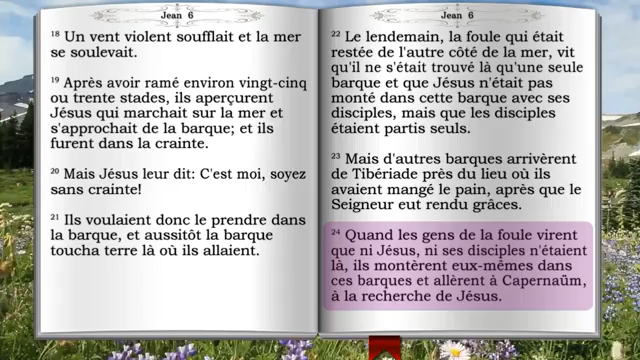 Jean 6
18 Un vent violent soufflait et la mer
se soulevait.
19 Après avoir ramé environ vingt-cinq
ou trente stades, ils aperçurent
Jésus qui marchait sur la mer et
s'approchait de la barque; et ils
furent dans la crainte.
20 Mais Jésus leur dit: C'est moi, soyez
sans crainte!
21 Ils voulaient donc le prendre dans
la barque, et aussitôt la barque
toucha terre là où ils allaient.
Jean 6
22 Le lendemain, la foule qui était
restée de l'autre côté de la mer, vit
qu'il ne s'était trouvé là qu'une seule
barque et que Jésus n'était pas
monté dans cette barque avec ses
disciples, mais que les disciples
étaient partis seuls.
23 Mais d'autres barques arrivèrent
de Tibériade près du lieu où ils
avaient mangé le pain, après que le
Seigneur eut rendu grâces.
24 Quand les gens de la foule virent
que ni Jésus, ni ses disciples n'étaient
là, ils montèrent eux-mêmes dans
ces barques et allèrent à Capernaüm,
à la recherche de Jésus.